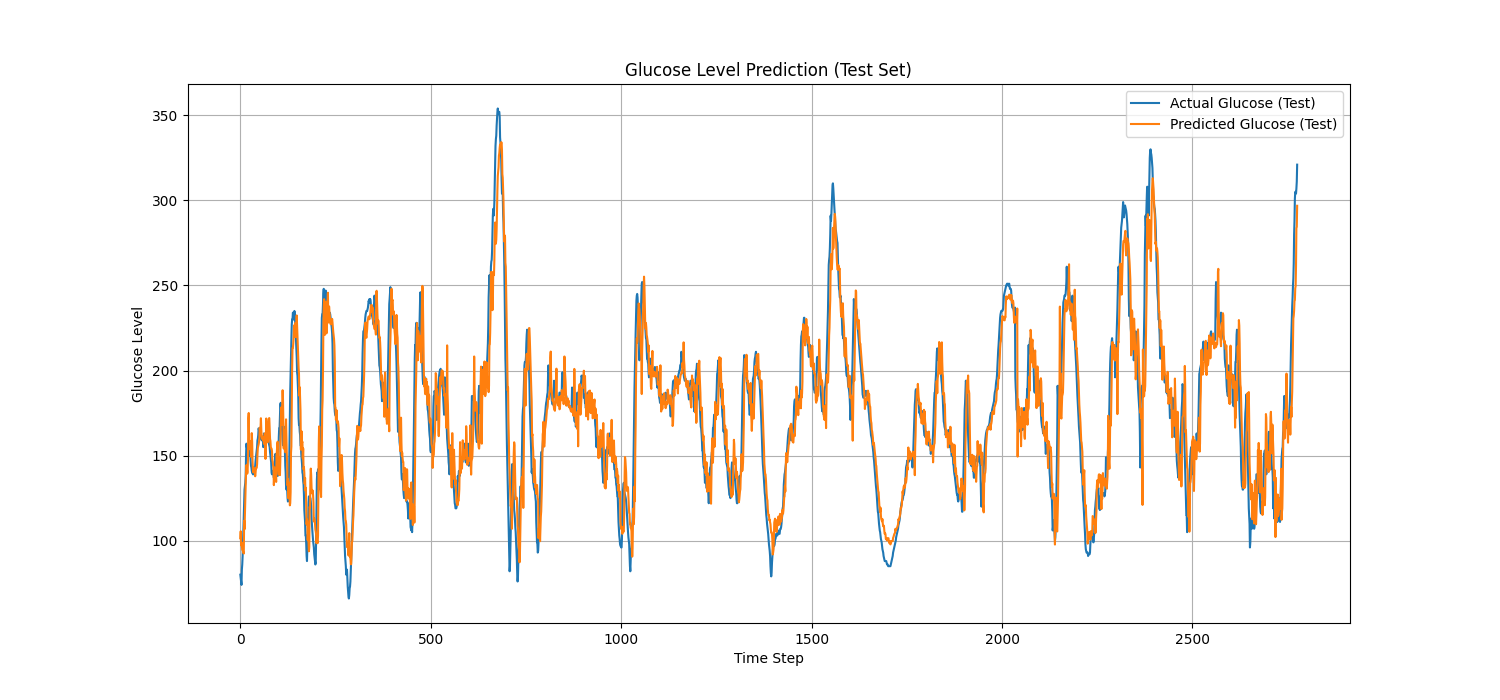 Glucose Level Prediction (Test Set)
Actual Glucose (Test)
Predicted Glucose (Test)
Glucose Level
350
300
250
200
150
100
0 500 1000 1500 2000 2500
Time Step